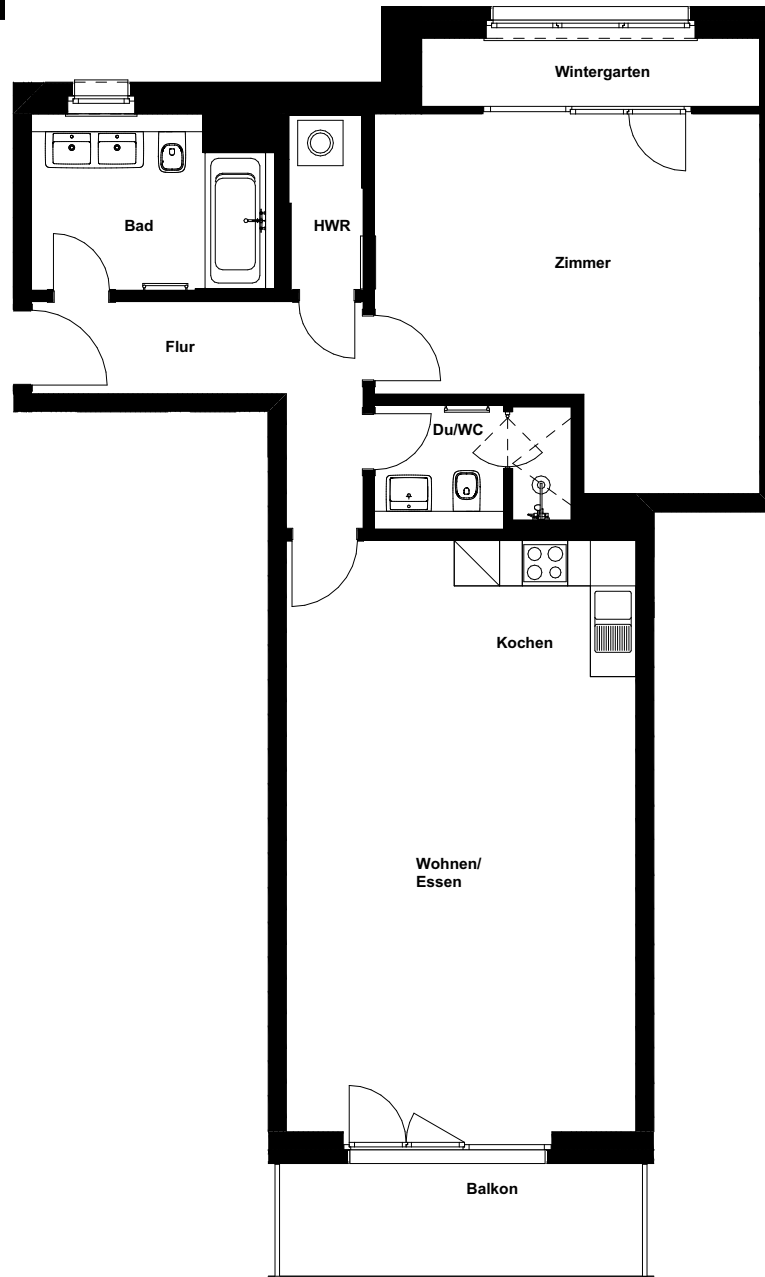 Wintergarten
Bad
HWR
Zimmer
Flur
Du/WC
Kochen
Wohnen/
Essen
Balkon